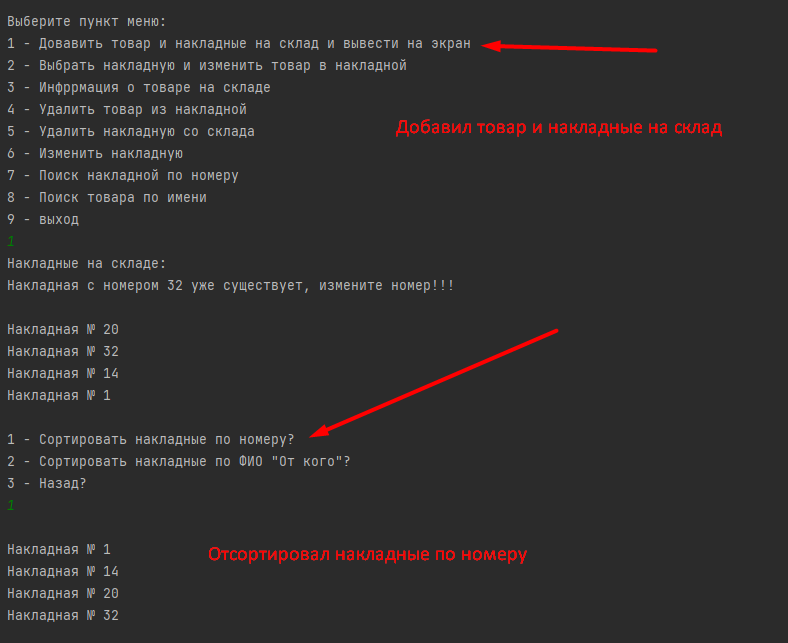 Выберите пункт меню:
1 - Довавить товар и накладные на склад и вывести на экран
2 - Выбрать накладную и изменить товар в накладной
3 - Инфррмация о товаре на складе
4 - Удалить товар из накладной
Добавил товар и накладные на склад
5 - Удалить накладную со склада
6 - Изменить накладную
7 - Поиск накладной по номеру
8 - Поиск товара по имени
9 - выход
1
Накладные на складе:
Накладная с номером 32 уже существует, измените номер!!!
Накладная № 20
Накладная № 32
Накладная № 14
Накладная № 1
1 - Сортировать накладные по номеру?
2 - Сортировать накладные по ФИО "От кого"?
3 - Назад?
1
Накладная № 1
Отсортировал накладные по номеру
Накладная № 14
Накладная № 20
Накладная № 32